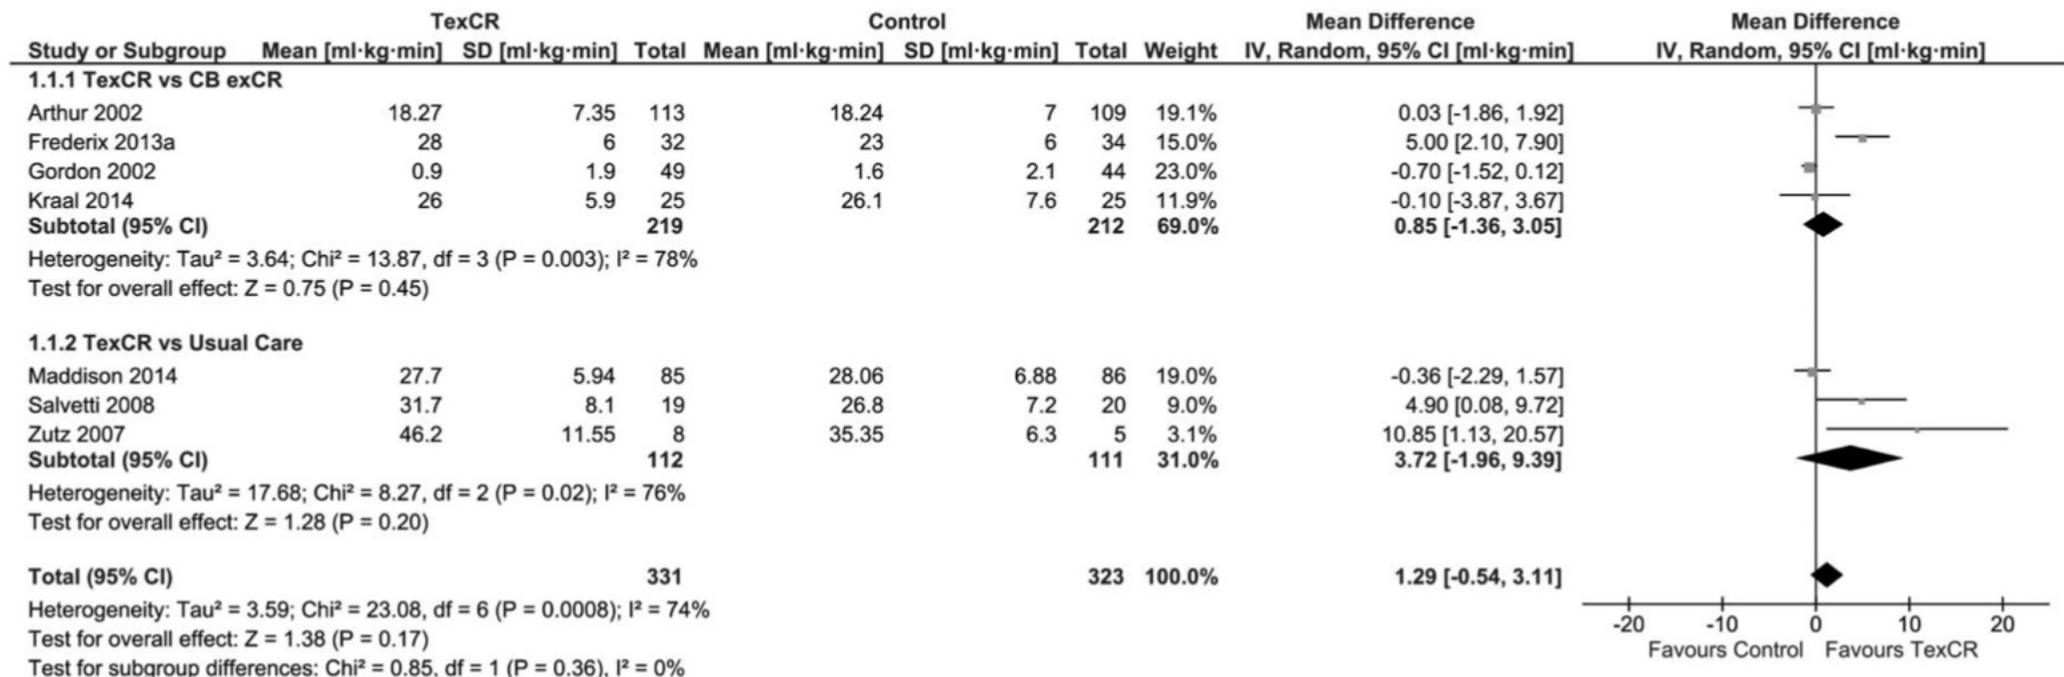 TexCR Control Mean Difference Mean Difference
Study or Subgroup Mean [ml·kg·min] SD [ml·kg·min] Total Mean [ml·kg·min] SD [ml·kg·min] Total Weight IV, Random, 95% CI [ml·kg·min] IV, Random, 95% CI [ml·kg·min]
1.1.1 TexCR vs CB exCR
Arthur 2002 18.27 7.35 113 18.24 7 109 19.1% 0.03 [-1.86, 1.92]
Frederix 2013a 28 6 32 23 6 34 15.0% 5.00 [2.10, 7.90]
Gordon 2002 0.9 1.9 49 1.6 2.1 44 23.0% -0.70 [-1.52, 0.12]
Kraal 2014 26 5.9 25 26.1 7.6 25 11.9% -0.10 [-3.87, 3.67]
Subtotal (95% CI) 219 212 69.0% 0.85 [-1.36, 3.05]
Heterogeneity: Tau² = 3.64; Chi² = 13.87, df = 3 (P = 0.003); I² = 78%
Test for overall effect: Z = 0.75 (P = 0.45)
1.1.2 TexCR vs Usual Care
Maddison 2014 27.7 5.94 85 28.06 6.88 86 19.0% -0.36 [-2.29, 1.57]
Salvetti 2008 31.7 8.1 19 26.8 7.2 20 9.0% 4.90 [0.08, 9.72]
Zutz 2007 46.2 11.55 8 35.35 6.3 5 3.1% 10.85 [1.13, 20.57]
Subtotal (95% CI) 112 111 31.0% 3.72 [-1.96, 9.39]
Heterogeneity: Tau² = 17.68; Chi² = 8.27, df = 2 (P = 0.02); I² = 76%
Test for overall effect: Z = 1.28 (P = 0.20)
Total (95% CI) 331 323 100.0% 1.29 [-0.54, 3.11]
Heterogeneity: Tau² = 3.59; Chi² = 23.08, df = 6 (P = 0.0008); I² = 74%
Test for overall effect: Z = 1.38 (P = 0.17)
Test for subgroup differences: Chi² = 0.85, df = 1 (P = 0.36), I² = 0%
-20 -10 0 10 20
Favours Control Favours TexCR